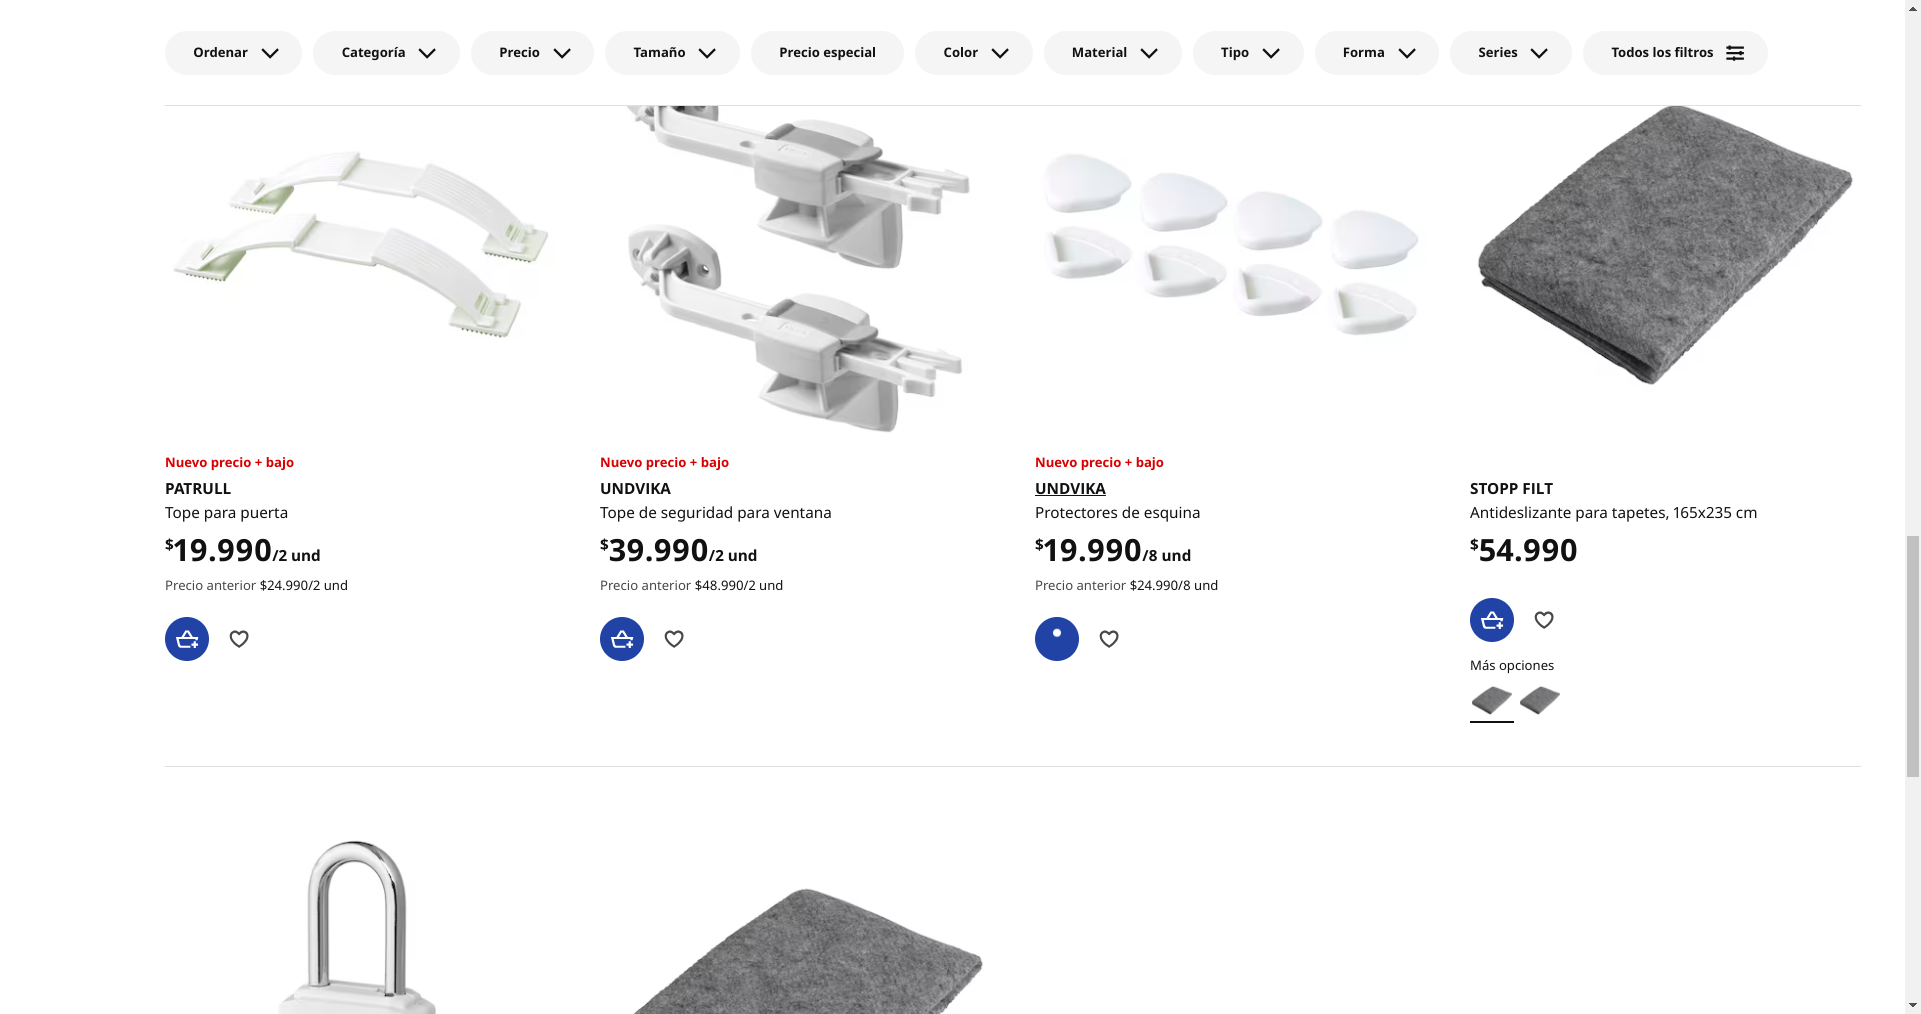 Ordenar
Categoría
Precio
Tamaño
Precio especial
Color
Material
Tipo
Forma
Series
Todos los filtros
Nuevo precio + bajo
PATRULL
Tope para puerta
$19.990/2 und
Precio anterior $24.990/2 und
Nuevo precio + bajo
UNDVIKA
Tope de seguridad para ventana
$39.990/2 und
Precio anterior $48.990/2 und
Nuevo precio + bajo
UNDVIKA
Protectores de esquina
$19.990/8 und
Precio anterior $24.990/8 und
STOPP FILT
Antideslizante para tapetes, 165x235 cm
$54.990
Más opciones